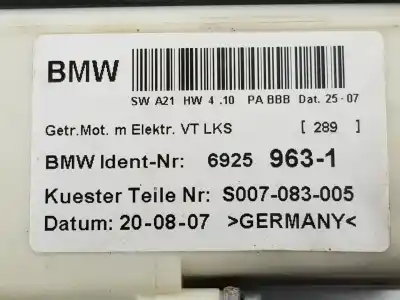 BMW
SW A21 HW 4 .10 PA BBB Dat. 25-07
Getr.Mot. m Elektr. VT LKS [ 289 ]
BMW Ident-Nr: 6925 963-1
Kuester Teile Nr: S007-083-005
Datum: 20-08-07 >GERMANY<